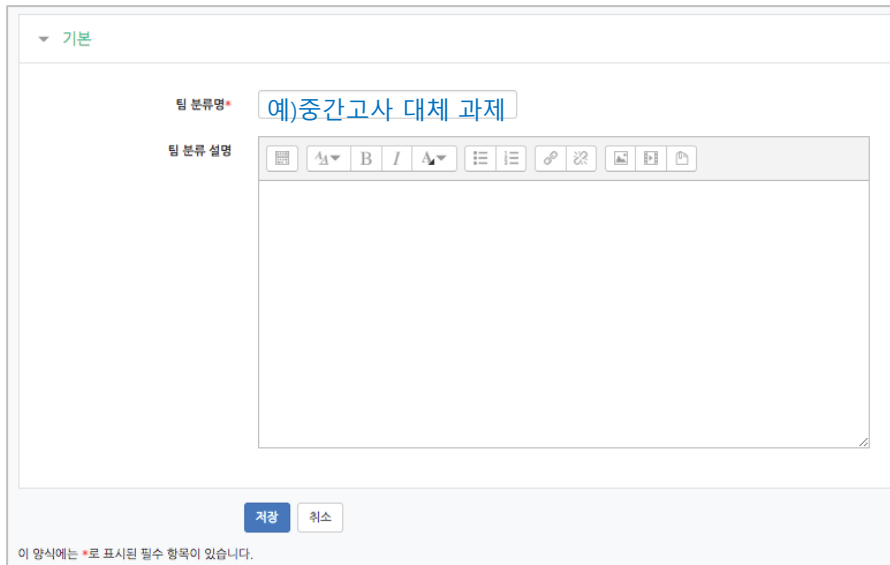 기본
팀 분류명*
예)중간고사 대체 과제
팀 분류 설명
저장 취소
이 양식에는 *로 표시된 필수 항목이 있습니다.